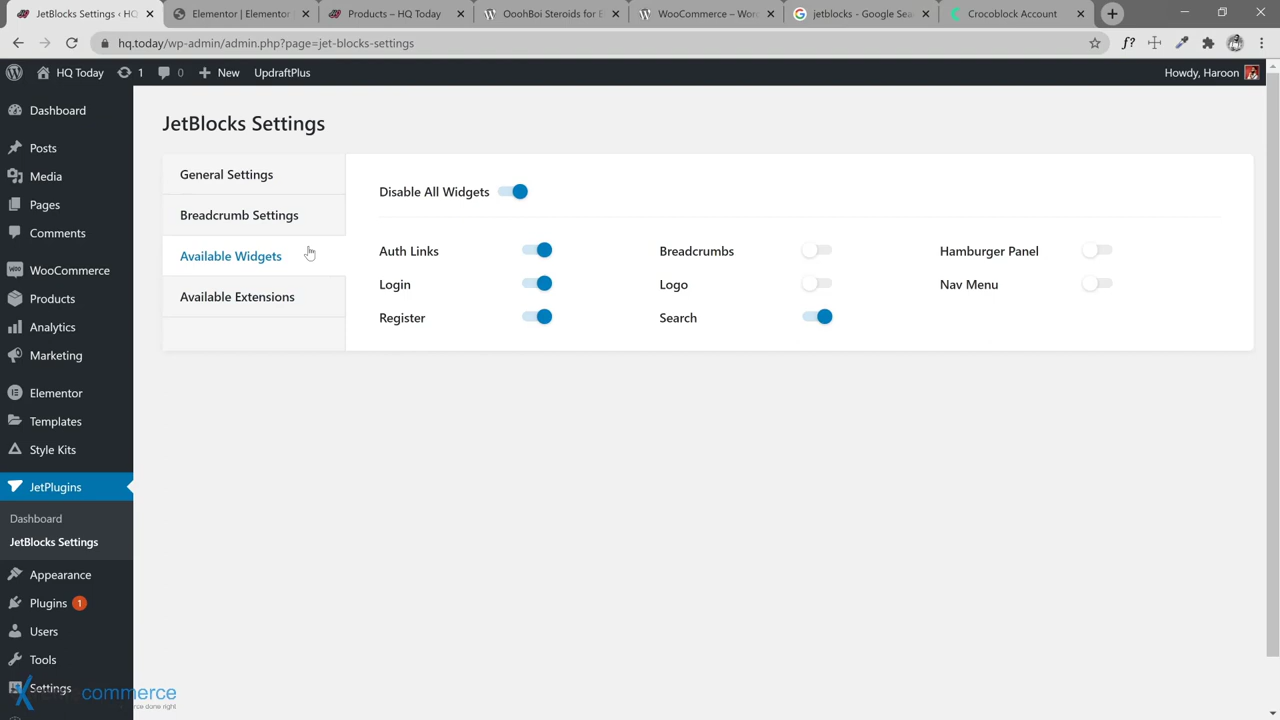 JetBlocks Settings ‹ HQ
Elementor | Elementor
Products – HQ Today
OoohBoi Steroids for E
WooCommerce – Wor
jetblocks - Google Sea
Crocoblock Account
hq.today/wp-admin/admin.php?page=jet-blocks-settings
HQ Today
1
0
New
UpdraftPlus
Howdy, Haroon
Dashboard
Posts
Media
Pages
Comments
WooCommerce
Products
Analytics
Marketing
Elementor
Templates
Style Kits
JetPlugins
Dashboard
JetBlocks Settings
Appearance
Plugins 1
Users
Tools
Settings
JetBlocks Settings
General Settings
Breadcrumb Settings
Available Widgets
Available Extensions
Disable All Widgets
Auth Links
Breadcrumbs
Hamburger Panel
Login
Logo
Nav Menu
Register
Search
commerce